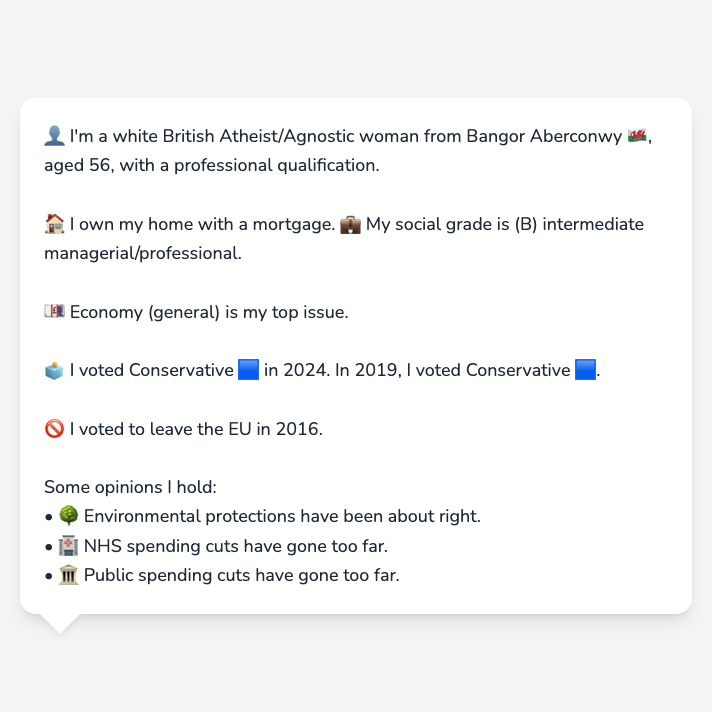 👤 I'm a white British Atheist/Agnostic woman from Bangor Aberconwy 🏴󠁧󠁢󠁷󠁬󠁳󠁿,
aged 56, with a professional qualification.
🏠 I own my home with a mortgage. 💼 My social grade is (B) intermediate
managerial/professional.
💷 Economy (general) is my top issue.
🗳️ I voted Conservative 🟦 in 2024. In 2019, I voted Conservative 🟦.
🚫 I voted to leave the EU in 2016.
Some opinions I hold:
• 🌳 Environmental protections have been about right.
• 🏥 NHS spending cuts have gone too far.
• 🏛️ Public spending cuts have gone too far.